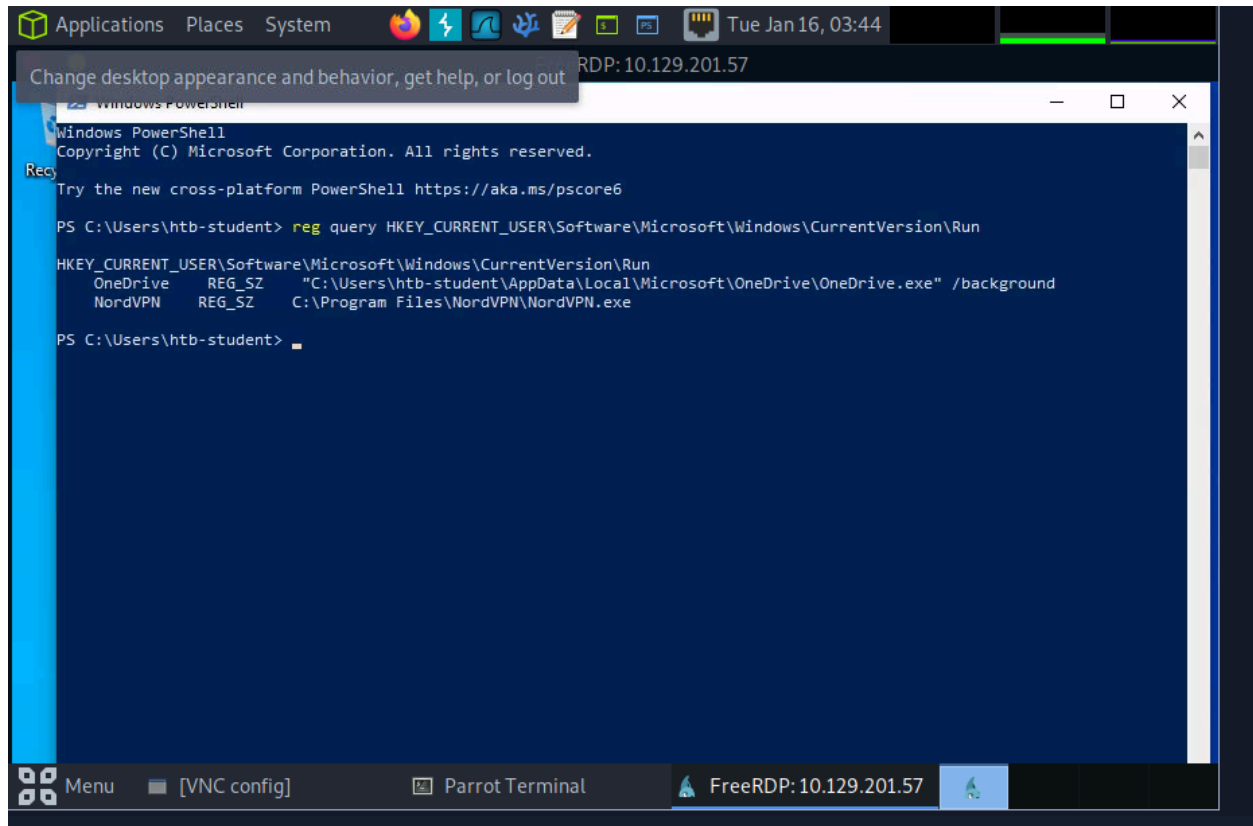 Applications Places System Tue Jan 16, 03:44
RDP: 10.129.201.57
Change desktop appearance and behavior, get help, or log out
Windows PowerShell
Windows PowerShell
Copyright (C) Microsoft Corporation. All rights reserved.
Recy
Try the new cross-platform PowerShell https://aka.ms/pscore6
PS C:\Users\htb-student> reg query HKEY_CURRENT_USER\Software\Microsoft\Windows\CurrentVersion\Run
HKEY_CURRENT_USER\Software\Microsoft\Windows\CurrentVersion\Run
OneDrive REG_SZ "C:\Users\htb-student\AppData\Local\Microsoft\OneDrive\OneDrive.exe" /background
NordVPN REG_SZ C:\Program Files\NordVPN\NordVPN.exe
PS C:\Users\htb-student>
Menu [VNC config] Parrot Terminal FreeRDP: 10.129.201.57